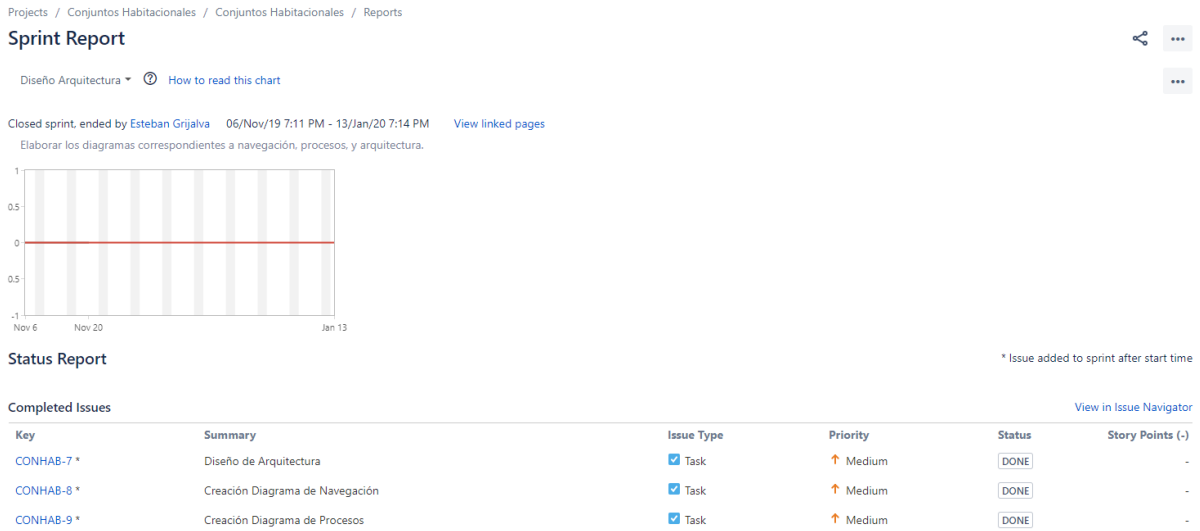 Projects / Conjuntos Habitacionales / Conjuntos Habitacionales / Reports
Sprint Report
Diseño Arquitectura
How to read this chart
Closed sprint, ended by Esteban Grijalva 06/Nov/19 7:11 PM - 13/Jan/20 7:14 PM View linked pages
Elaborar los diagramas correspondientes a navegación, procesos, y arquitectura.
1
0.5
0
0.5
-1
Nov 6 Nov 20 Jan 13
Status Report * Issue added to sprint after start time
Completed Issues View in Issue Navigator
Key Summary Issue Type Priority Status Story Points (-)
CONHAB-7 * Diseño de Arquitectura Task Medium DONE -
CONHAB-8 * Creación Diagrama de Navegación Task Medium DONE -
CONHAB-9 * Creación Diagrama de Procesos Task Medium DONE -